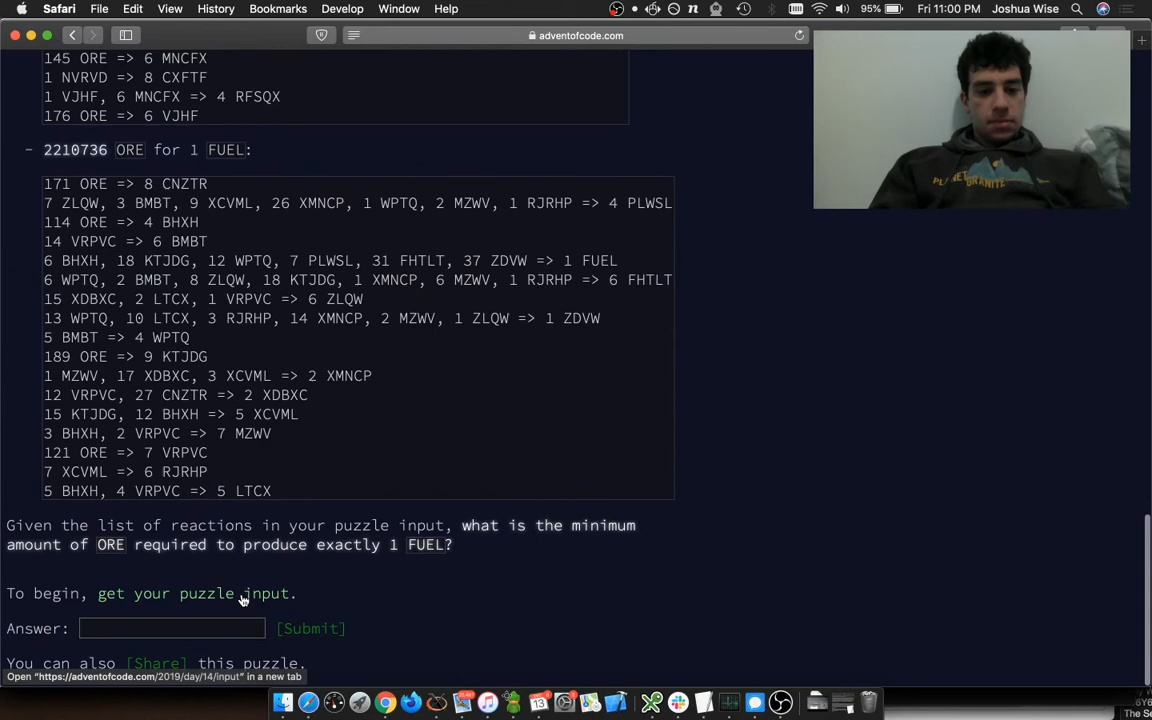 Safari File Edit View History Bookmarks Develop Window Help 95% Fri 11:00 PM Joshua Wise
adventofcode.com
145 ORE => 6 MNCFX
1 NVRVD => 8 CXFTF
1 VJHF, 6 MNCFX => 4 RFSQX
176 ORE => 6 VJHF
PLANET
GRANITE
- 2210736 ORE for 1 FUEL:
171 ORE => 8 CNZTR
7 ZLQW, 3 BMBT, 9 XCVML, 26 XMNCP, 1 WPTQ, 2 MZWV, 1 RJRHP => 4 PLWSL
114 ORE => 4 BHXH
14 VRPVC => 6 BMBT
6 BHXH, 18 KTJDG, 12 WPTQ, 7 PLWSL, 31 FHTLT, 37 ZDVW => 1 FUEL
6 WPTQ, 2 BMBT, 8 ZLQW, 18 KTJDG, 1 XMNCP, 6 MZWV, 1 RJRHP => 6 FHTLT
15 XDBXC, 2 LTCX, 1 VRPVC => 6 ZLQW
13 WPTQ, 10 LTCX, 3 RJRHP, 14 XMNCP, 2 MZWV, 1 ZLQW => 1 ZDVW
5 BMBT => 4 WPTQ
189 ORE => 9 KTJDG
1 MZWV, 17 XDBXC, 3 XCVML => 2 XMNCP
12 VRPVC, 27 CNZTR => 2 XDBXC
15 KTJDG, 12 BHXH => 5 XCVML
3 BHXH, 2 VRPVC => 7 MZWV
121 ORE => 7 VRPVC
7 XCVML => 6 RJRHP
5 BHXH, 4 VRPVC => 5 LTCX
Given the list of reactions in your puzzle input, what is the minimum
amount of ORE required to produce exactly 1 FUEL?
To begin, get your puzzle input.
Answer: [Submit]
You can also [Share] this puzzle.
Open "https://adventofcode.com/2019/day/14/input" in a new tab
13